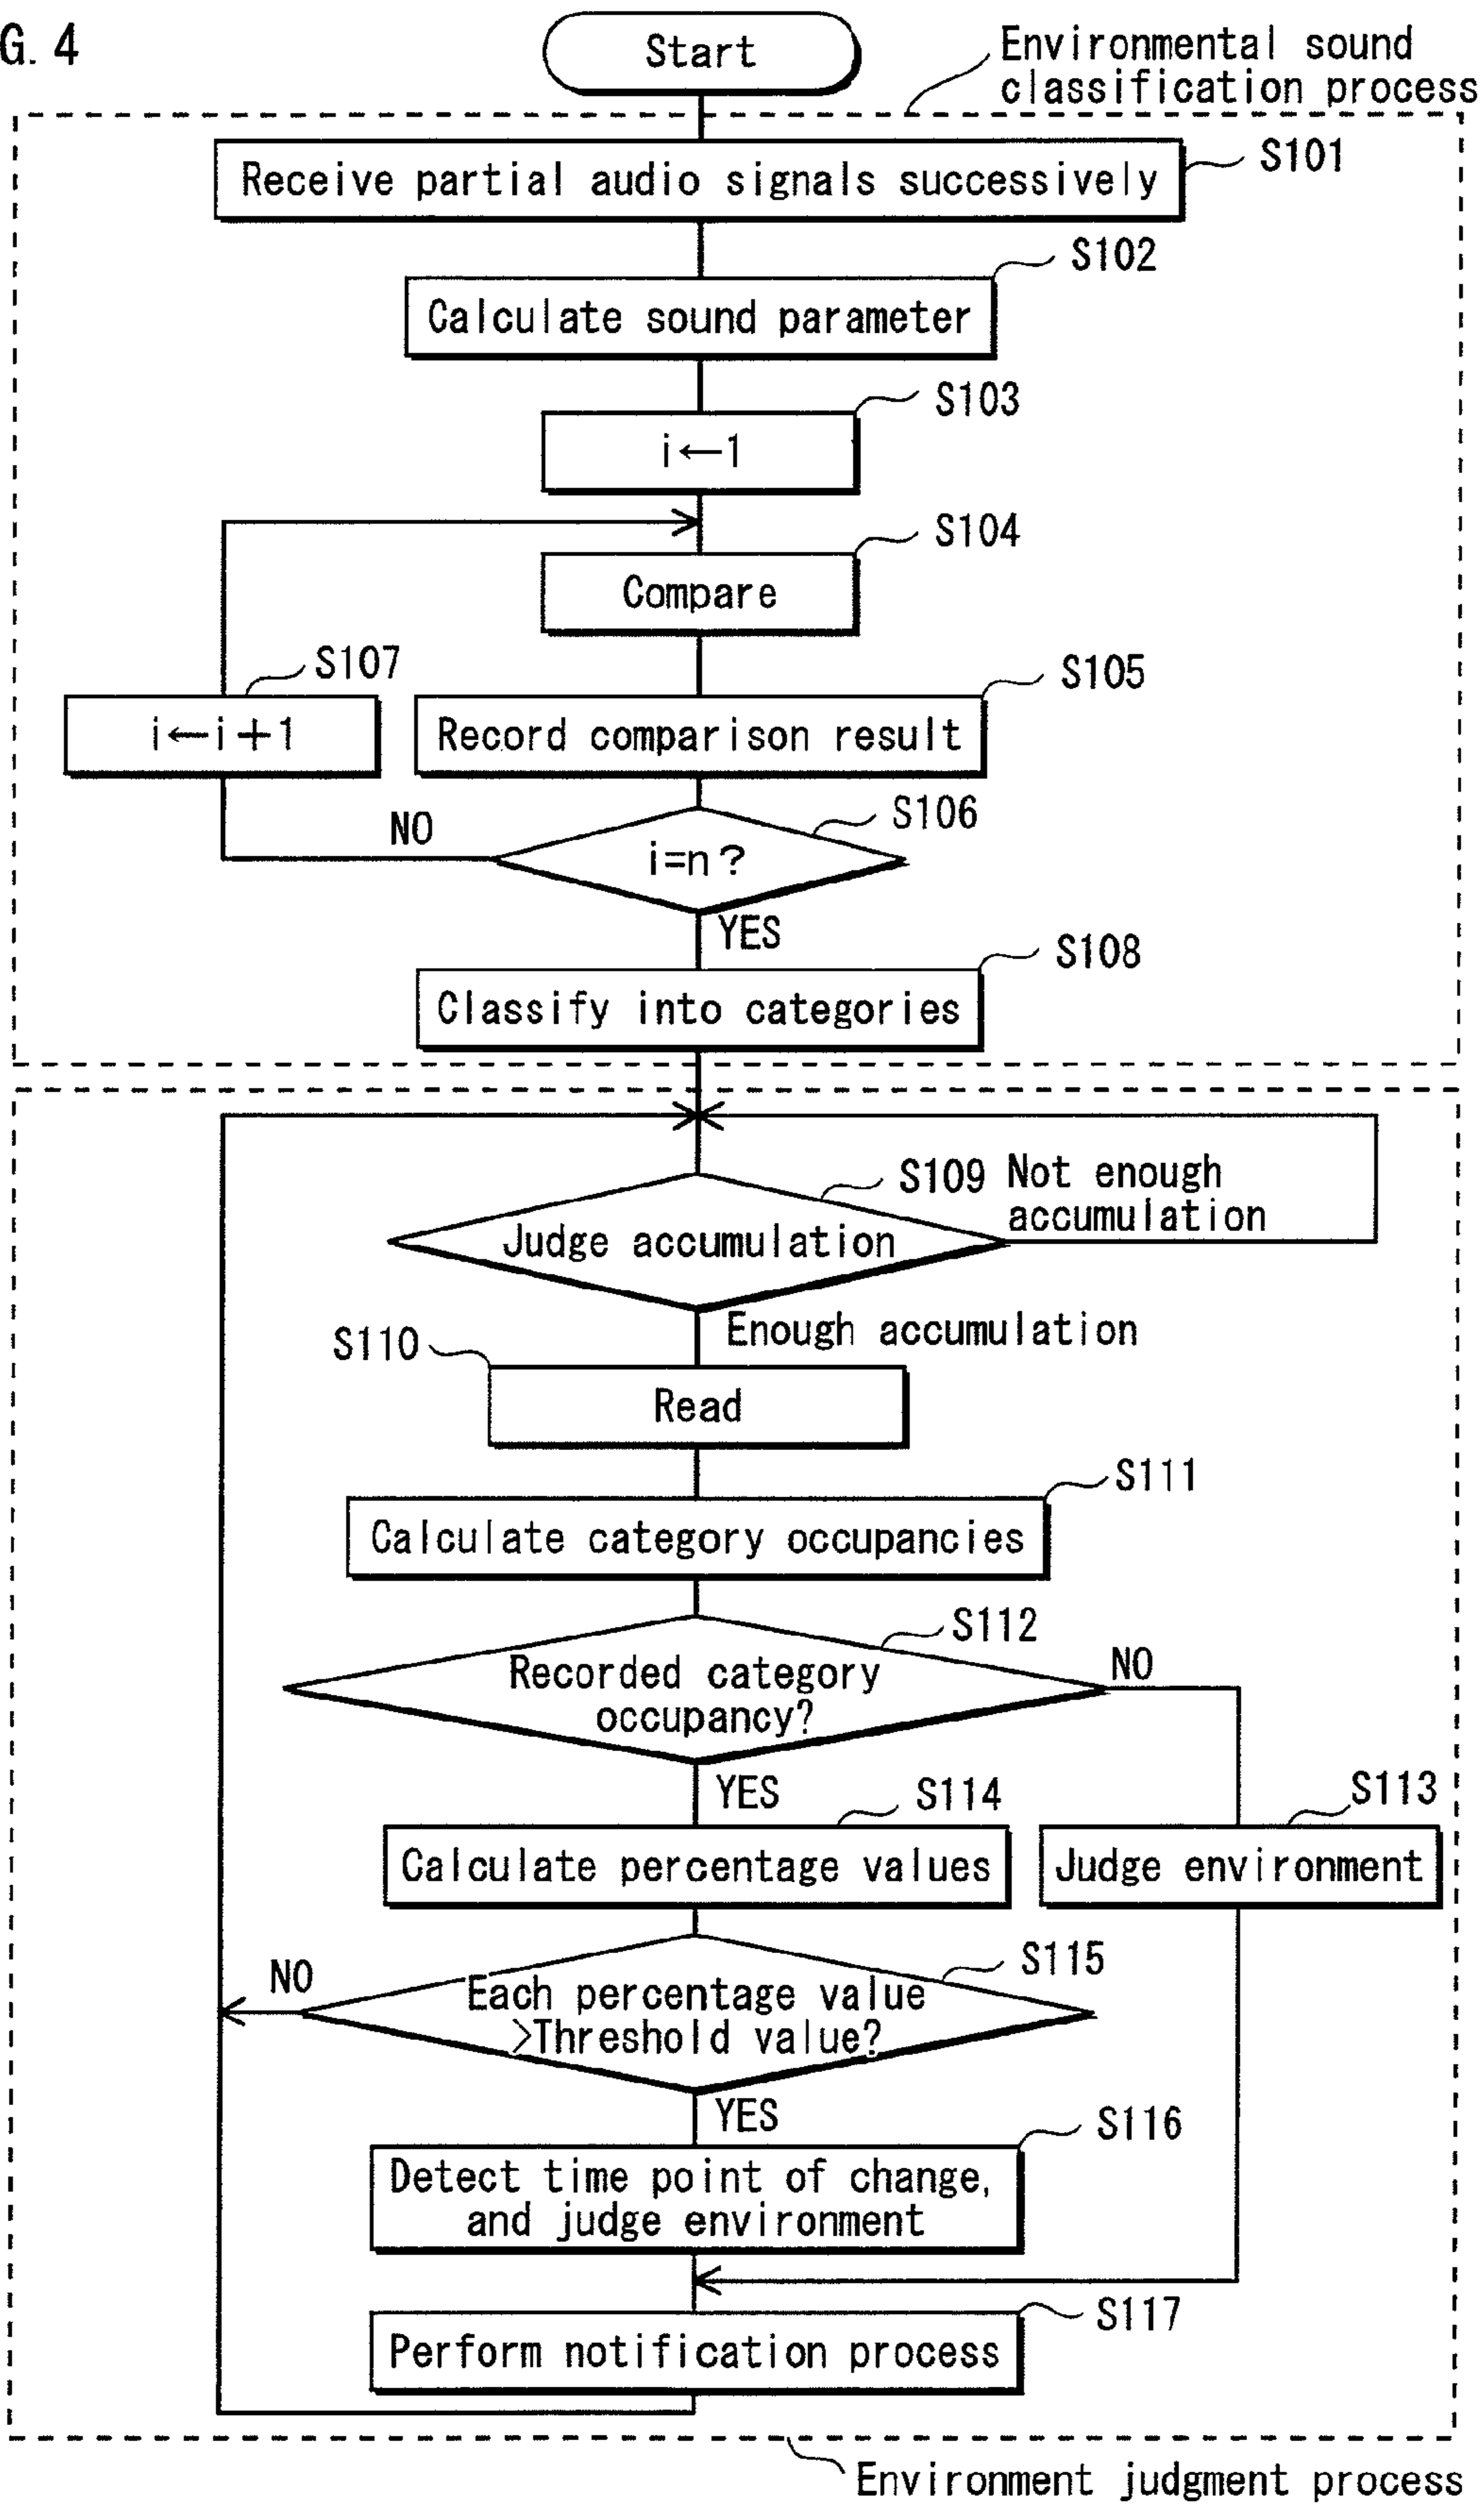 G. 4
Start
Environmental sound
classification process
Receive partial audio signals successively
S101
S102
Calculate sound parameter
S103
i←1
S104
Compare
S107
i←i+1
S105
Record comparison result
S106
NO
i=n?
YES
S108
Classify into categories
S109
Not enough
accumulation
Judge accumulation
Enough accumulation
S110
Read
S111
Calculate category occupancies
S112
Recorded category
occupancy?
NO
YES
S114
S113
Calculate percentage values
Judge environment
NO
S115
Each percentage value
>Threshold value?
YES
S116
Detect time point of change,
and judge environment
S117
Perform notification process
Environment judgment process